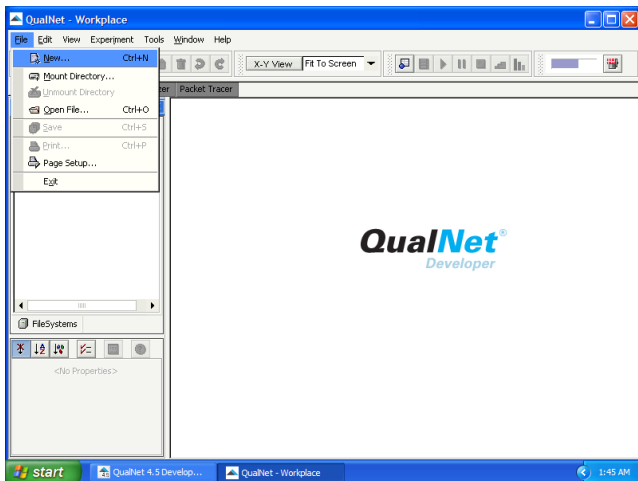 QualNet - Workplace
File Edit View Experiment Tools Window Help
New... Ctrl+N
X-Y View Fit To Screen
Mount Directory...
Unmount Directory
Packet Tracer
Open File... Ctrl+O
Save Ctrl+S
Print... Ctrl+P
Page Setup...
Exit
QualNet®
Developer
FileSystems
<No Properties>
start
QualNet 4.5 Develop...
QualNet - Workplace
1:45 AM